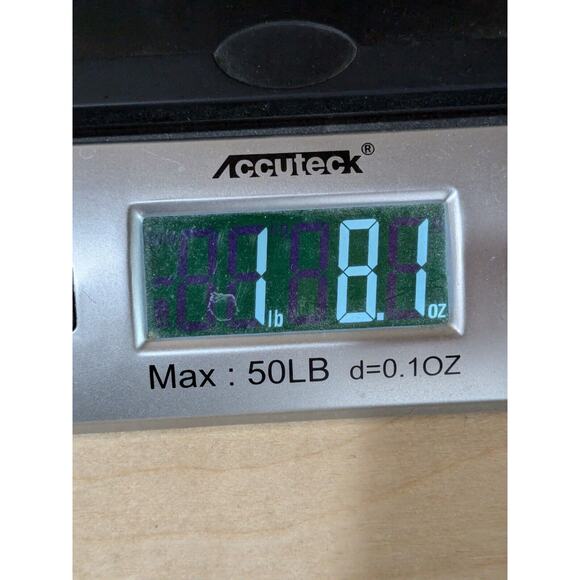 Accuteck®
1 lb 8.1 oz
Max : 50LB d=0.1OZ